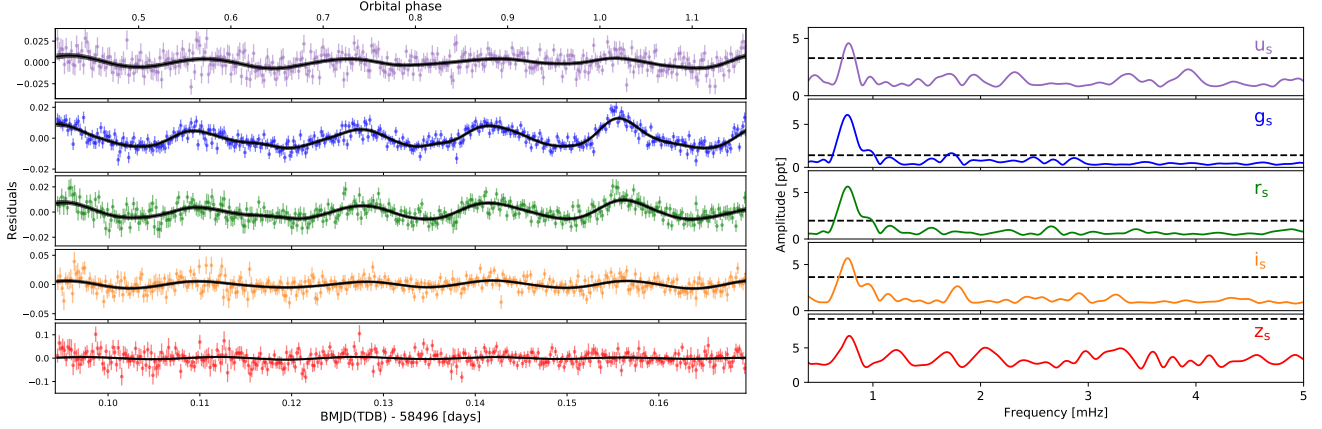 Orbital phase
0.5 0.6 0.7 0.8 0.9 1.0 1.1
0.025
0.000
−0.025
0.02
0.00
−0.02
0.02
0.00
−0.02
0.05
0.00
−0.05
0.1
0.0
−0.1
Residuals
0.10 0.11 0.12 0.13 0.14 0.15 0.16
BMJD(TDB) - 58496 [days]
5
0
us
5
0
gs
5
0
rs
5
0
is
5
0
zs
Amplitude [ppt]
1 2 3 4 5
Frequency [mHz]